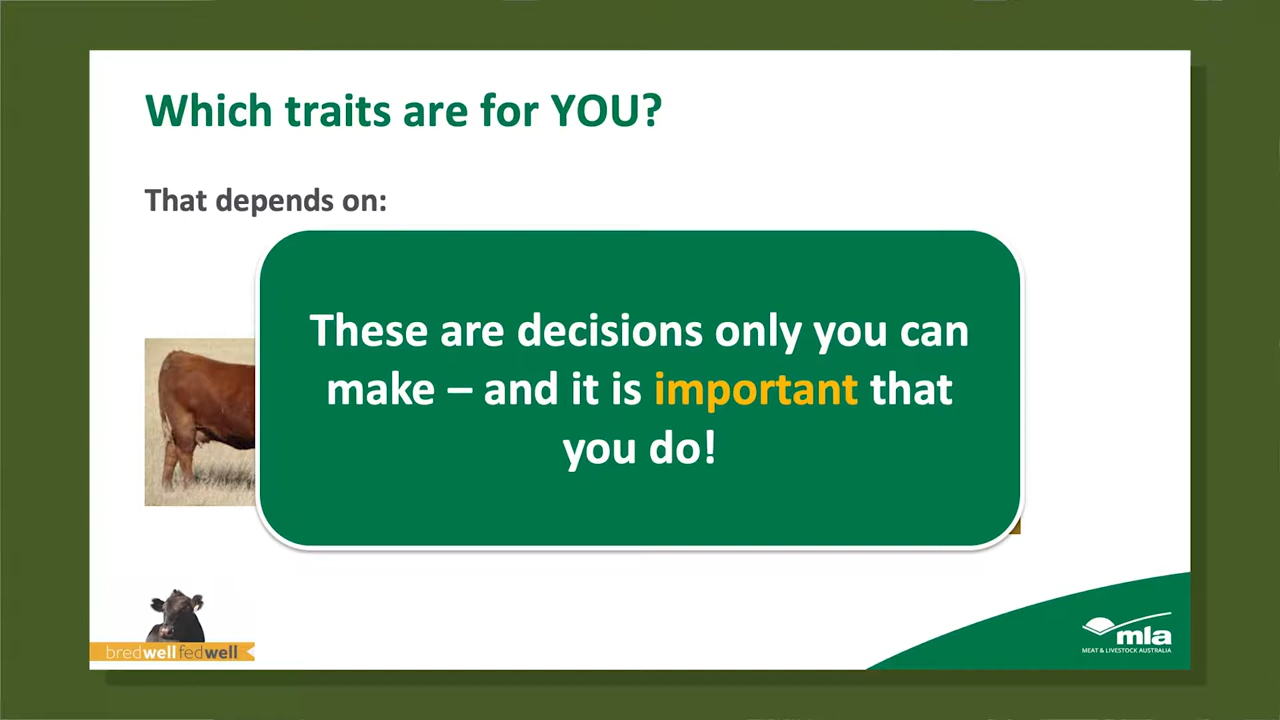 Which traits are for YOU?
That depends on:
These are decisions only you can
make – and it is important that
you do!
bredwellfedwell
mla
MEAT & LIVESTOCK AUSTRALIA